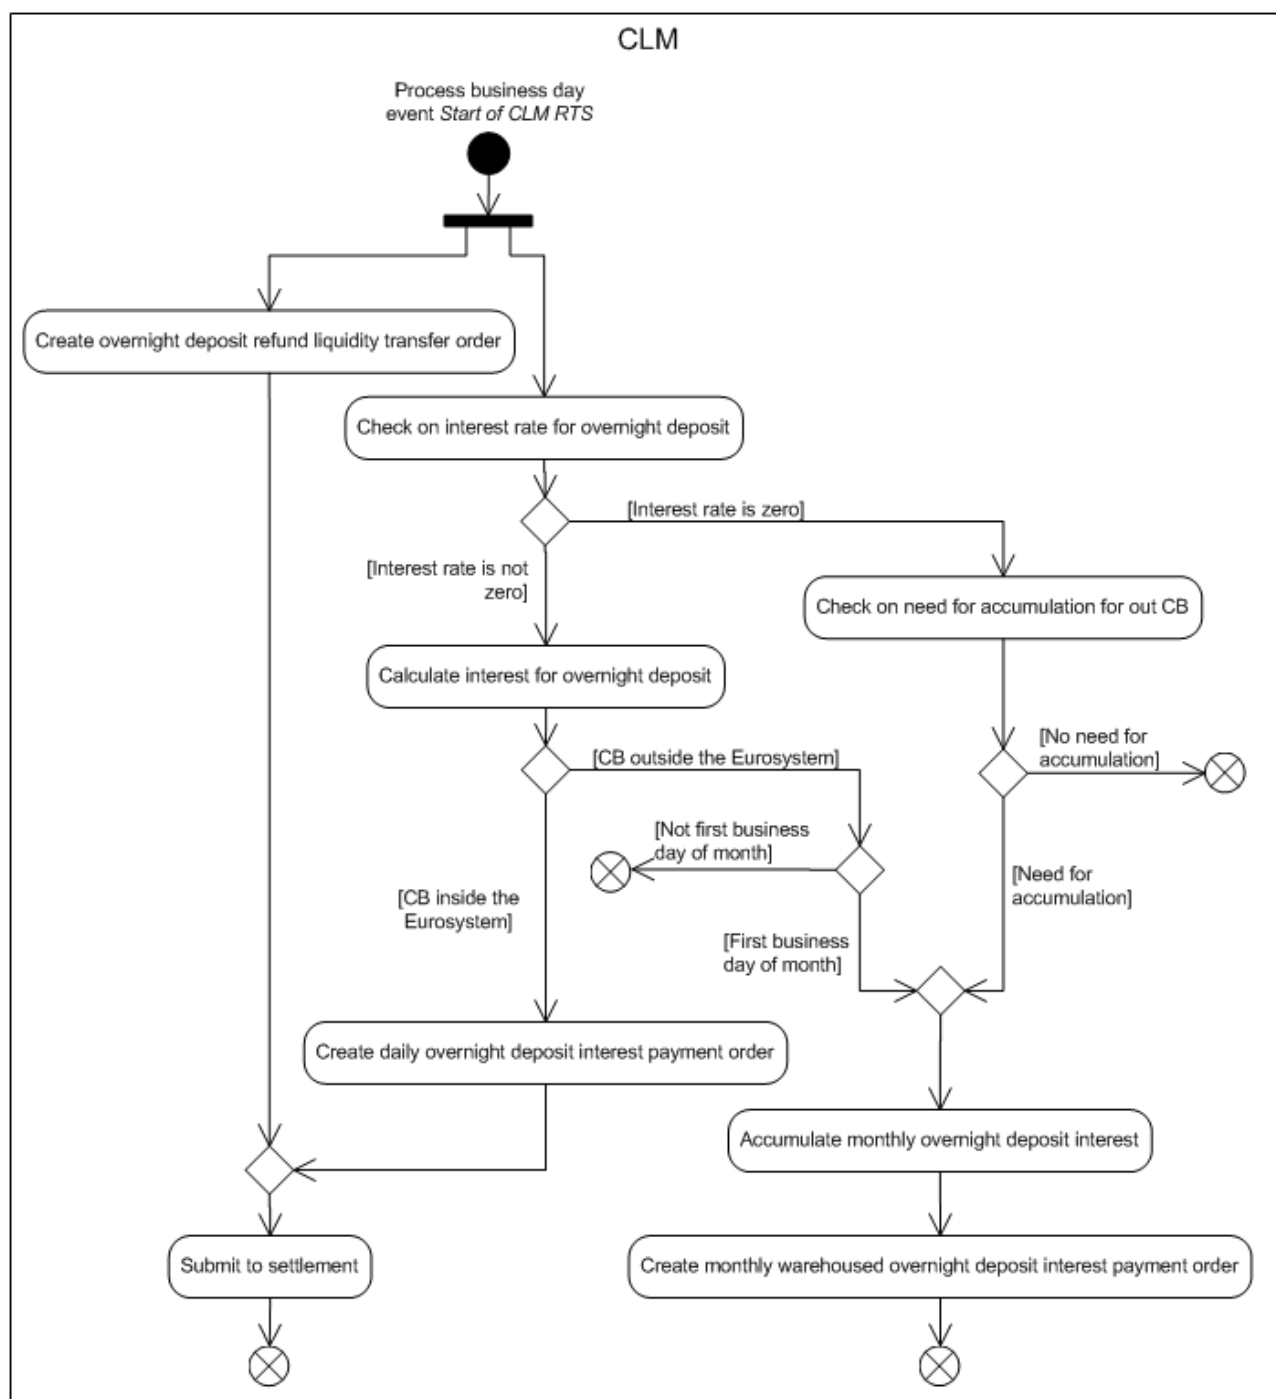 CLM
Process business day
event Start of CLM RTS
Create overnight deposit refund liquidity transfer order
Check on interest rate for overnight deposit
[Interest rate is zero]
[Interest rate is not
zero]
Check on need for accumulation for out CB
Calculate interest for overnight deposit
[No need for
accumulation]
[CB outside the Eurosystem]
[Not first business
day of month]
[Need for
accumulation]
[CB inside the
Eurosystem]
[First business
day of month]
Create daily overnight deposit interest payment order
Accumulate monthly overnight deposit interest
Submit to settlement
Create monthly warehoused overnight deposit interest payment order